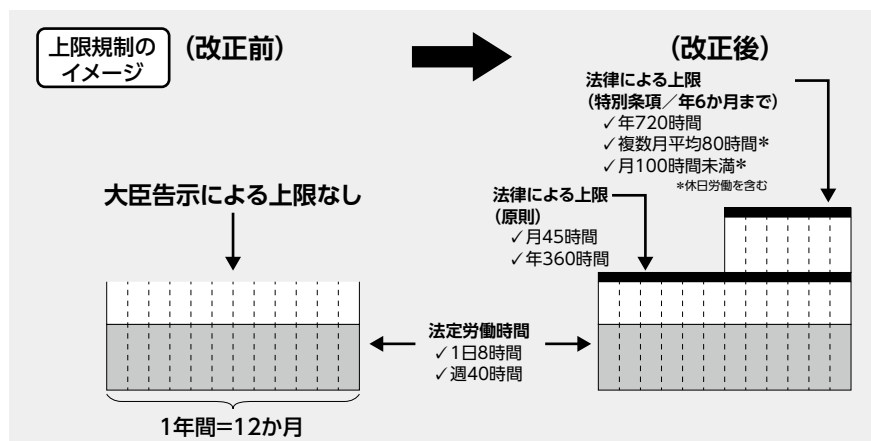 上限規制の
イメージ
(改正前)
(改正後)
大臣告示による上限なし
法律による上限
(特別条項/年6か月まで)
✓年720時間
✓複数月平均80時間*
✓月100時間未満*
*休日労働を含む
法律による上限
(原則)
✓月45時間
✓年360時間
法定労働時間
✓1日8時間
✓週40時間
1年間=12か月